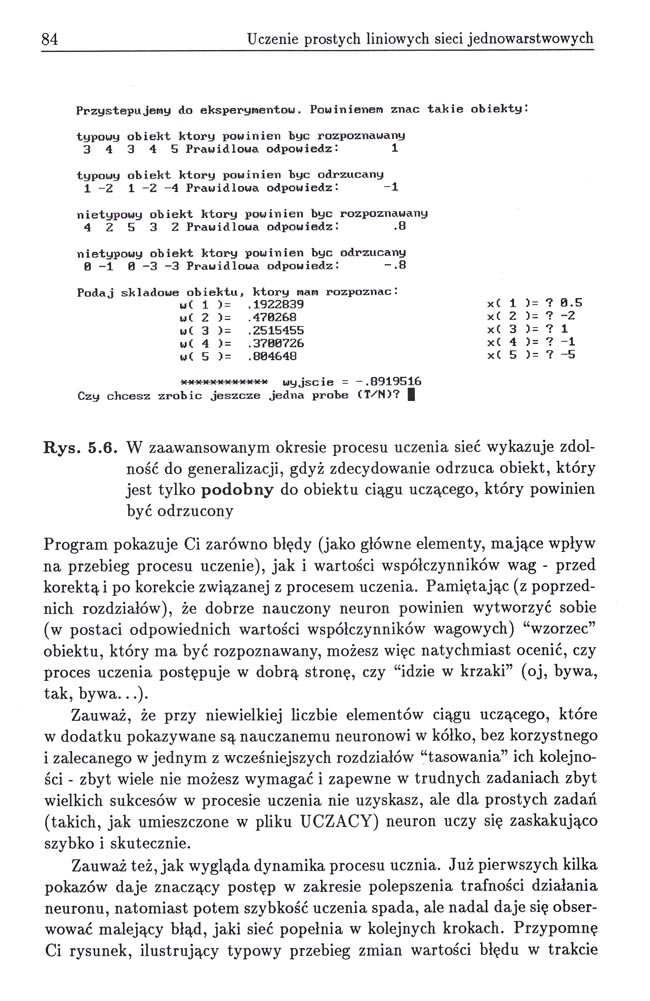 84 Uczenie prostych liniowych sieci jednowarstwowych
Przystepujemy do eksperymentow. Powinienem znac takie obiekty:
typowy obiekt ktory powinien byc rozpoznawany
3 4 3 4 5 Prawidlowa odpowiedz: 1
typowy obiekt ktory powinien byc odrzucany
1 -2 1 -2 -4 Prawidlowa odpowiedz: -1
nietypowy obiekt ktory powinien byc rozpoznawany
4 2 5 3 2 Prawidlowa odpowiedz: .8
nietypowy obiekt ktory powinien byc odrzucany
0 -1 0 -3 -3 Prawidlowa odpowiedz: -.8
Podaj skladowe obiektu, ktory mam rozpoznac:
w( 1 )= .1922839 x( 1 )= ? 0.5
w( 2 )= .470268 x( 2 )= ? -2
w( 3 )= .2515455 x( 3 )= ? 1
w( 4 )= .3700726 x( 4 )= ? -1
w( 5 )= .804648 x( 5 )= ? -5
************ wyjscie = -.8919516
Czy chcesz zrobic jeszcze jedna probe (T/N)?
Rys. 5.6. W zaawansowanym okresie procesu uczenia sieć wykazuje zdol-
ność do generalizacji, gdyż zdecydowanie odrzuca obiekt, który
jest tylko podobny do obiektu ciągu uczącego, który powinien
być odrzucony
Program pokazuje Ci zarówno błędy (jako główne elementy, mające wpływ
na przebieg procesu uczenie), jak i wartości współczynników wag - przed
korektą i po korekcie związanej z procesem uczenia. Pamiętając (z poprzed-
nich rozdziałów), że dobrze nauczony neuron powinien wytworzyć sobie
(w postaci odpowiednich wartości współczynników wagowych) “wzorzec”
obiektu, który ma być rozpoznawany, możesz więc natychmiast ocenić, czy
proces uczenia postępuje w dobrą stronę, czy “idzie w krzaki” (oj, bywa,
tak, bywa...).
Zauważ, że przy niewielkiej liczbie elementów ciągu uczącego, które
w dodatku pokazywane są nauczanemu neuronowi w kółko, bez korzystnego
i zalecanego w jednym z wcześniejszych rozdziałów “tasowania” ich kolejno-
ści - zbyt wiele nie możesz wymagać i zapewne w trudnych zadaniach zbyt
wielkich sukcesów w procesie uczenia nie uzyskasz, ale dla prostych zadań
(takich, jak umieszczone w pliku UCZACY) neuron uczy się zaskakująco
szybko i skutecznie.
Zauważ też, jak wygląda dynamika procesu ucznia. Już pierwszych kilka
pokazów daje znaczący postęp w zakresie polepszenia trafności działania
neuronu, natomiast potem szybkość uczenia spada, ale nadal daje się obser-
wować malejący błąd, jaki sieć popełnia w kolejnych krokach. Przypomnę
Ci rysunek, ilustrujący typowy przebieg zmian wartości błędu w trakcie